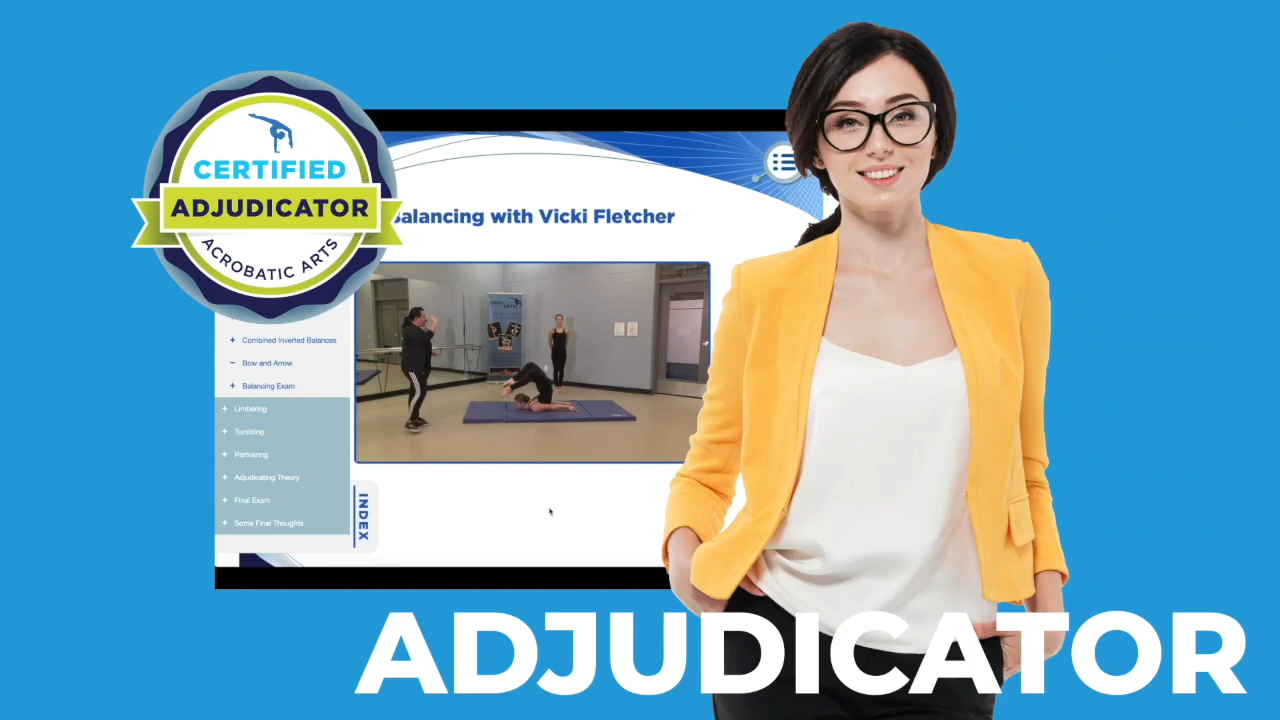 CERTIFIED
ADJUDICATOR
ACROBATIC ARTS
Balancing with Vicki Fletcher
+ Combined Inverted Balances
− Bow and Arrow
+ Balancing Exam
+ Limbering
+ Tumbling
+ Partnering
+ Adjudicating Theory
+ Final Exam
+ Some Final Thoughts
INDEX
ADJUDICATOR